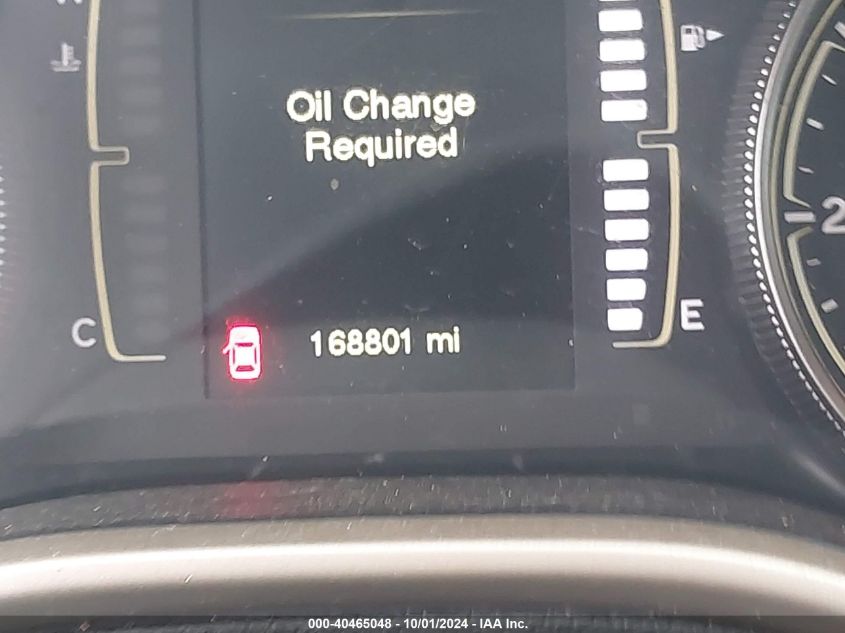 Oil Change
Required
C
168801 mi
E
2
000-40465048 - 10/01/2024 - IAA Inc.